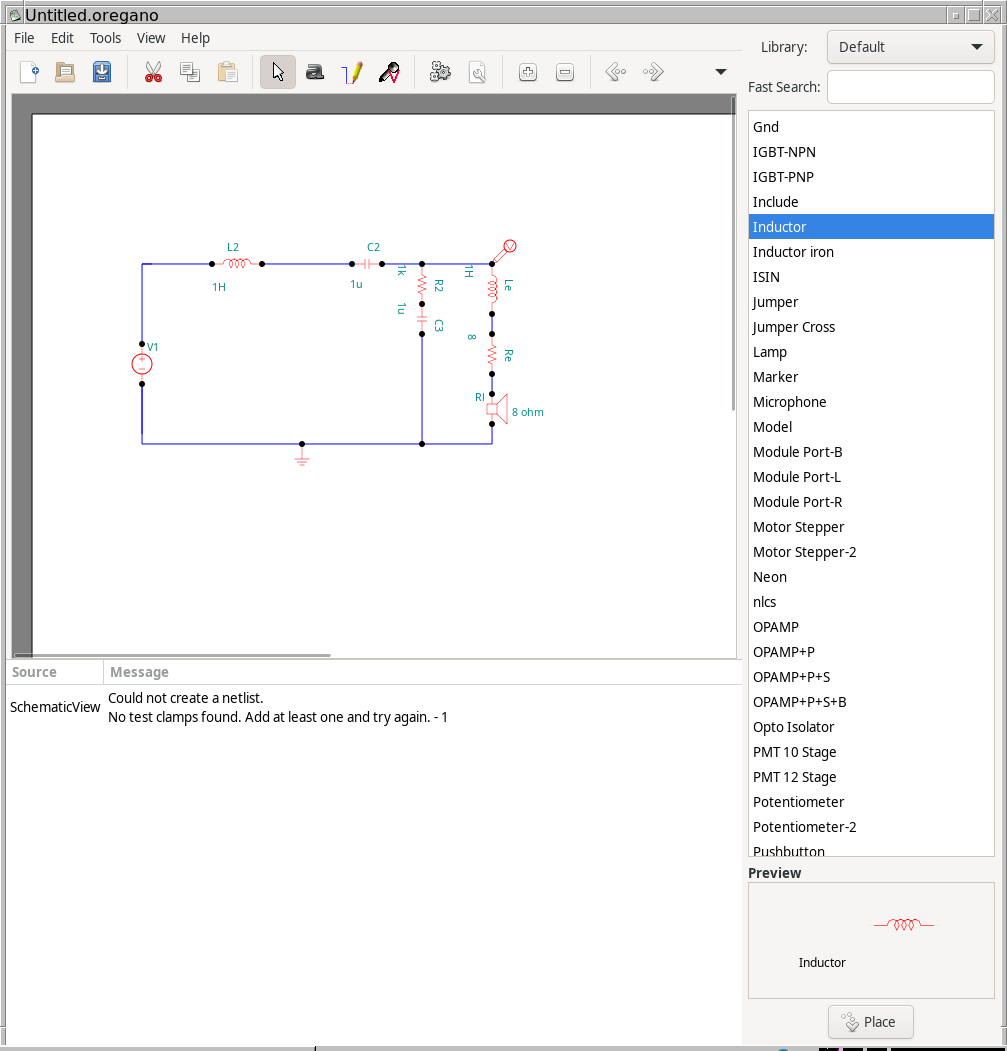 Untitled.oregano
File Edit Tools View Help
Library: Default
Fast Search:
Gnd
IGBT-NPN
IGBT-PNP
Include
Inductor
Inductor iron
ISIN
Jumper
Jumper Cross
Lamp
Marker
Microphone
Model
Module Port-B
Module Port-L
Module Port-R
Motor Stepper
Motor Stepper-2
Neon
nlcs
OPAMP
OPAMP+P
OPAMP+P+S
OPAMP+P+S+B
Opto Isolator
PMT 10 Stage
PMT 12 Stage
Potentiometer
Potentiometer-2
Pushbutton
Preview
Inductor
Place
L2
1H
C2
1u
1k
R2
1u
C3
1H
Le
8
Re
Rl
8 ohm
V1
V
Source Message
SchematicView
Could not create a netlist.
No test clamps found. Add at least one and try again. - 1